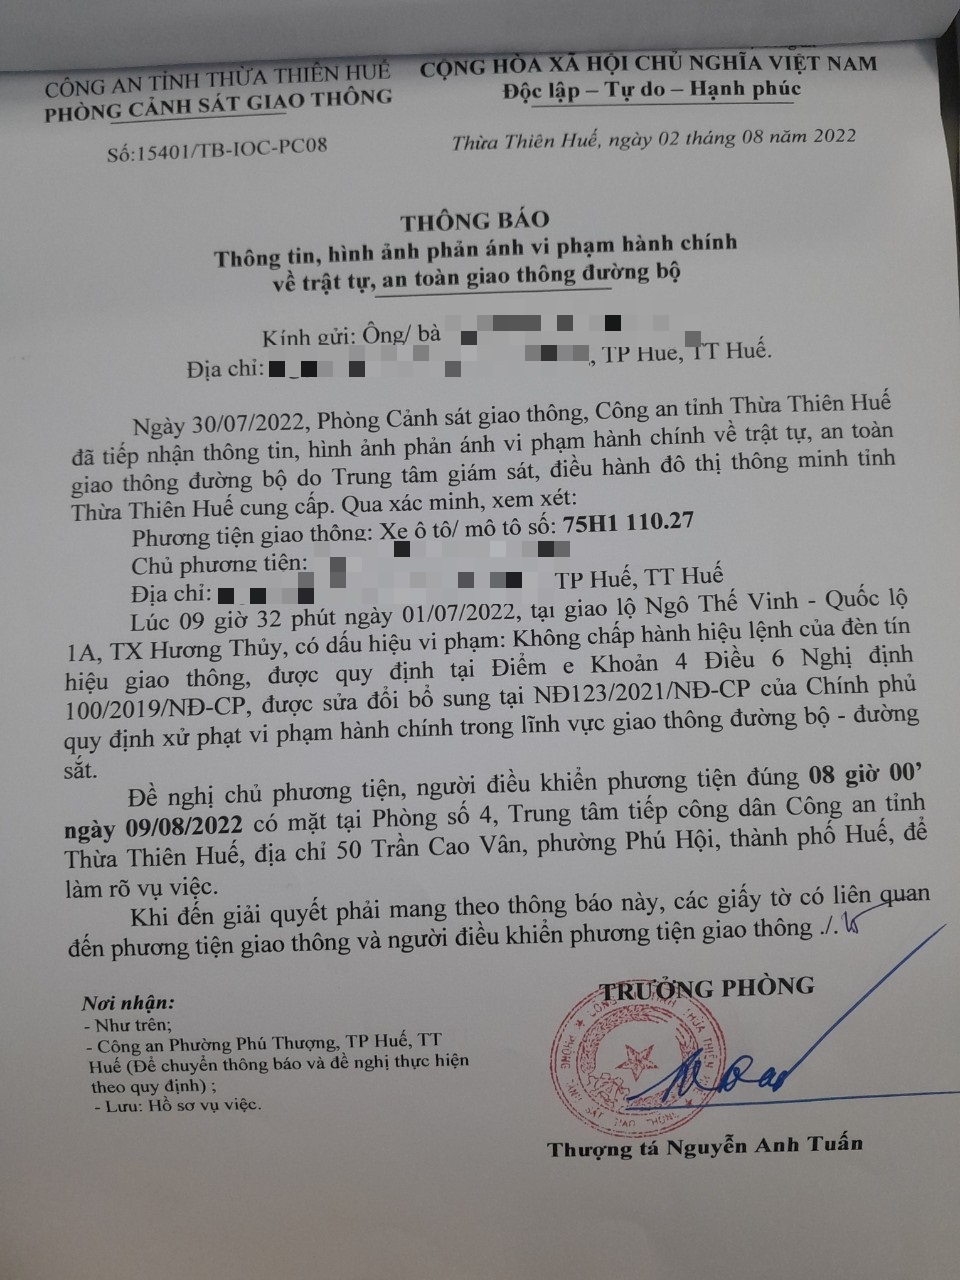 CÔNG AN TỈNH THỪA THIÊN HUẾ
PHÒNG CẢNH SÁT GIAO THÔNG
CỘNG HÒA XÃ HỘI CHỦ NGHĨA VIỆT NAM
Độc lập – Tự do – Hạnh phúc
Số:15401/TB-IOC-PC08
Thừa Thiên Huế, ngày 02 tháng 08 năm 2022
THÔNG BÁO
Thông tin, hình ảnh phản ánh vi phạm hành chính
về trật tự, an toàn giao thông đường bộ
Kính gửi: Ông/ bà
Địa chỉ: , TP Huế, TT Huế.
Ngày 30/07/2022, Phòng Cảnh sát giao thông, Công an tỉnh Thừa Thiên Huế
đã tiếp nhận thông tin, hình ảnh phản ánh vi phạm hành chính về trật tự, an toàn
giao thông đường bộ do Trung tâm giám sát, điều hành đô thị thông minh tỉnh
Thừa Thiên Huế cung cấp. Qua xác minh, xem xét:
Phương tiện giao thông: Xe ô tô/ mô tô số: 75H1 110.27
Chủ phương tiện:
Địa chỉ: TP Huế, TT Huế
Lúc 09 giờ 32 phút ngày 01/07/2022, tại giao lộ Ngô Thế Vinh - Quốc lộ
1A, TX Hương Thủy, có dấu hiệu vi phạm: Không chấp hành hiệu lệnh của đèn tín
hiệu giao thông, được quy định tại Điểm e Khoản 4 Điều 6 Nghị định
100/2019/NĐ-CP, được sửa đổi bổ sung tại NĐ123/2021/NĐ-CP của Chính phủ
quy định xử phạt vi phạm hành chính trong lĩnh vực giao thông đường bộ - đường
sắt.
Đề nghị chủ phương tiện, người điều khiển phương tiện đúng 08 giờ 00’
ngày 09/08/2022 có mặt tại Phòng số 4, Trung tâm tiếp công dân Công an tỉnh
Thừa Thiên Huế, địa chỉ 50 Trần Cao Vân, phường Phú Hội, thành phố Huế, để
làm rõ vụ việc.
Khi đến giải quyết phải mang theo thông báo này, các giấy tờ có liên quan
đến phương tiện giao thông và người điều khiển phương tiện giao thông ./.
Nơi nhận:
- Như trên;
- Công an Phường Phú Thượng, TP Huế, TT
Huế (Để chuyển thông báo và đề nghị thực hiện
theo quy định) ;
- Lưu: Hồ sơ vụ việc.
TRƯỞNG PHÒNG
Thượng tá Nguyễn Anh Tuấn